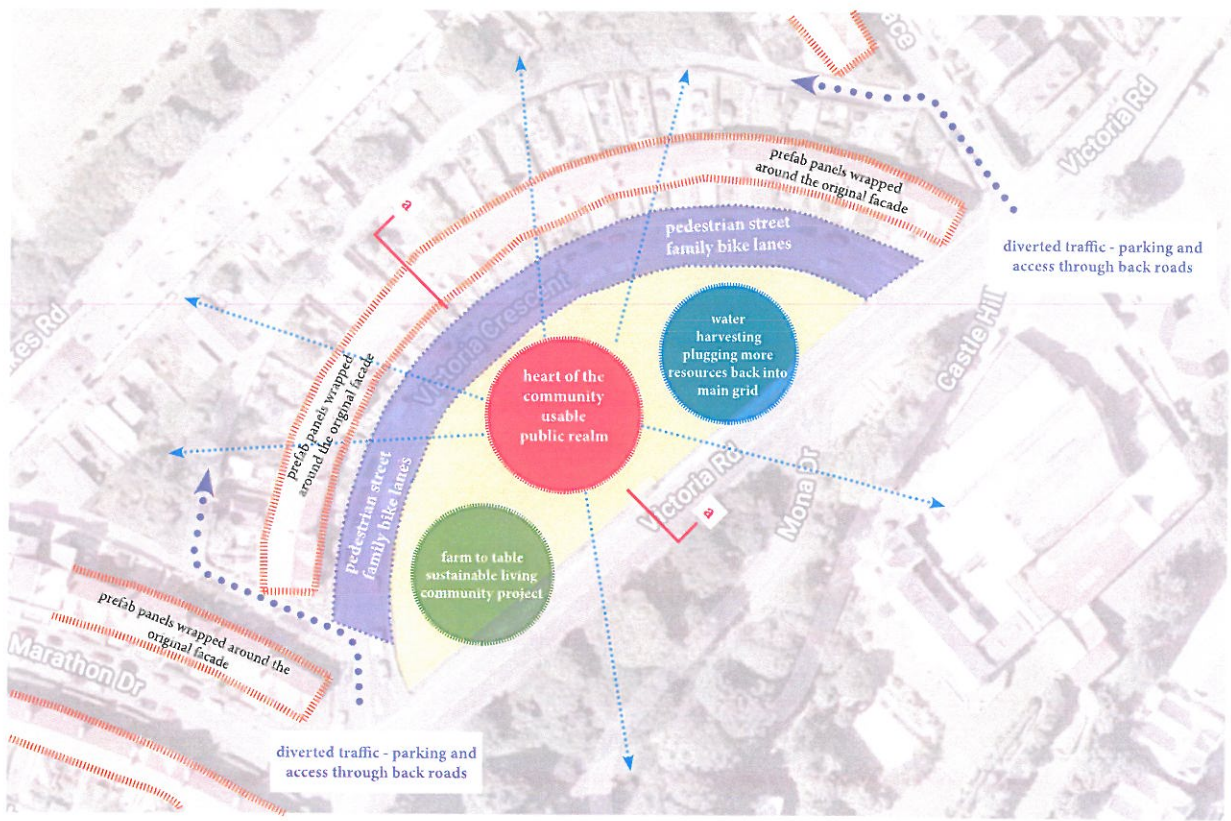 ace
Victoria Rd
prefab panels wrapped
around the original facade
a
pedestrian street
family bike lanes
diverted traffic - parking and
access through back roads
Victoria Crescent
water
harvesting
plugging more
resources back into
main grid
Castle Hill
es Rd
heart of the
community
usable
public realm
prefab panels wrapped
around the original facade
Victoria Rd
Mona Dr
a
pedestrian street
family bike lanes
farm to table
sustainable living
community project
prefab panels wrapped around the
original facade
Marathon Dr
diverted traffic - parking and
access through back roads